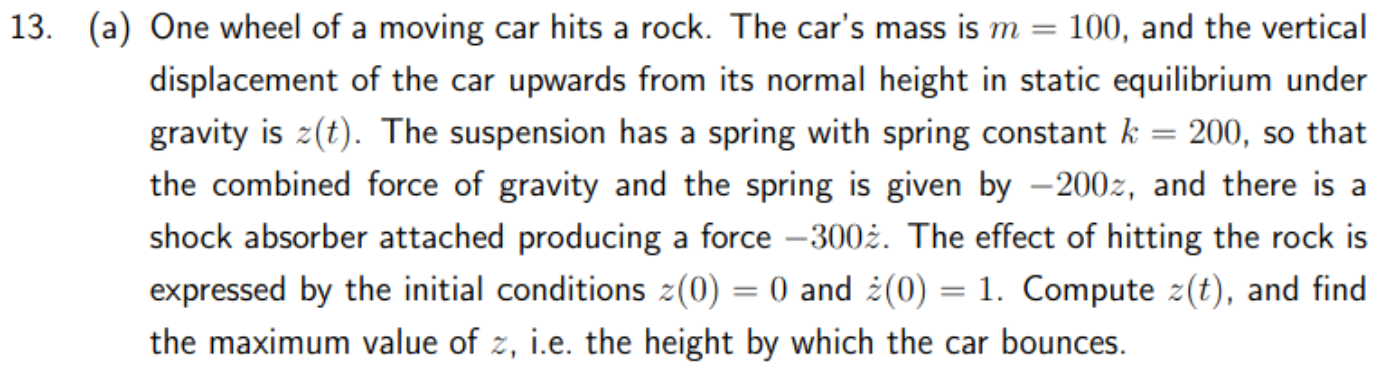 13. (a) One wheel of a moving car hits a rock. The car's mass is m = 100, and the vertical
displacement of the car upwards from its normal height in static equilibrium under
gravity is z(t). The suspension has a spring with spring constant k = 200, so that
the combined force of gravity and the spring is given by −200z, and there is a
shock absorber attached producing a force −300ż. The effect of hitting the rock is
expressed by the initial conditions z(0) = 0 and ż(0) = 1. Compute z(t), and find
the maximum value of z, i.e. the height by which the car bounces.